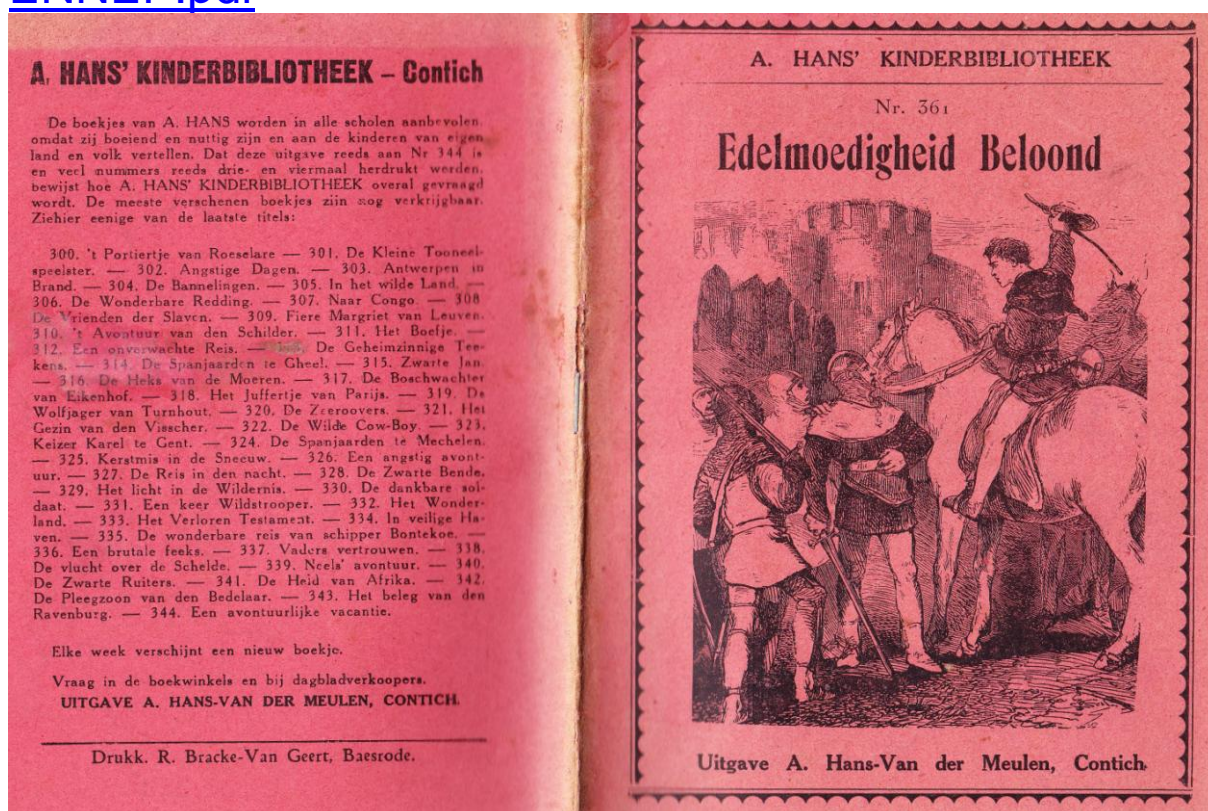 A. HANS' KINDERBIBLIOTHEEK – Contich
De boekjes van A. HANS worden in alle scholen aanbevolen,
omdat zij boeiend en nuttig zijn en aan de kinderen van eigen
land en volk vertellen. Dat deze uitgave reeds aan Nr 344 is
en veel nummers reeds drie- en viermaal herdrukt werden,
bewijst hoe A. HANS' KINDERBIBLIOTHEEK overal gevraagd
wordt. De meeste verschenen boekjes zijn nog verkrijgbaar.
Ziehier eenige van de laatste titels:
300. 't Portiertje van Roeselare — 301. De Kleine Tooneel-
speelster. — 302. Angstige Dagen. — 303. Antwerpen in
Brand. — 304. De Bannelingen. — 305. In het wilde Land. —
306. De Wonderbare Redding. — 307. Naar Congo. — 308
De Vrienden der Slaven. — 309. Fiere Margriet van Leuven.
310. 't Avontuur van den Schilder. — 311. Het Boefje. —
312. Een onverwachte Reis. — De Geheimzinnige Tee-
kens. — 314. De Spanjaarden te Gheel. — 315. Zwarte Jan.
— 316. De Heks van de Moeren. — 317. De Boschwachter
van Eikenhof. — 318. Het Juffertje van Parijs. — 319. De
Wolfjager van Turnhout. — 320. De Zeeroovers. — 321. Het
Gezin van den Visscher. — 322. De Wilde Cow-Boy. — 323.
Keizer Karel te Gent. — 324. De Spanjaarden te Mechelen.
— 325. Kerstmis in de Sneeuw. — 326. Een angstig avont-
uur. — 327. De Reis in den nacht. — 328. De Zwarte Bende.
— 329. Het licht in de Wildernis. — 330. De dankbare sol-
daat. — 331. Een keer Wildstrooper. — 332. Het Wonder-
land. — 333. Het Verloren Testament. — 334. In veilige Ha-
ven. — 335. De wonderbare reis van schipper Bontekoe. —
336. Een brutale feeks. — 337. Vaders vertrouwen. — 338.
De vlucht over de Schelde. — 339. Neels' avontuur. — 340.
De Zwarte Ruiters. — 341. De Held van Afrika. — 342.
De Pleegzoon van den Bedelaar. — 343. Het beleg van den
Ravenburg. — 344. Een avontuurlijke vacantie.
Elke week verschijnt een nieuw boekje.
Vraag in de boekwinkels en bij dagbladverkoopers.
UITGAVE A. HANS-VAN DER MEULEN, CONTICH.
Drukk. R. Bracke-Van Geert, Baesrode.
A. HANS' KINDERBIBLIOTHEEK
Nr. 361
Edelmoedigheid Beloond
Uitgave A. Hans-Van der Meulen, Contich.